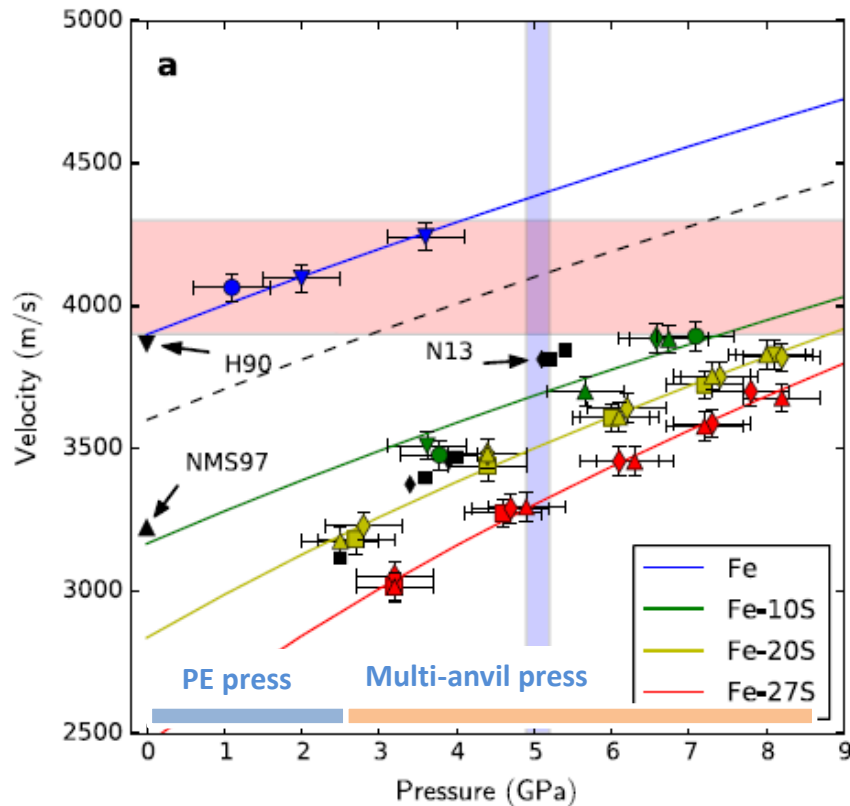 a
5000
4500
4000
3500
3000
2500
Velocity (m/s)
H90
N13
NMS97
Fe
Fe-10S
Fe-20S
Fe-27S
PE press
Multi-anvil press
0 1 2 3 4 5 6 7 8 9
Pressure (GPa)